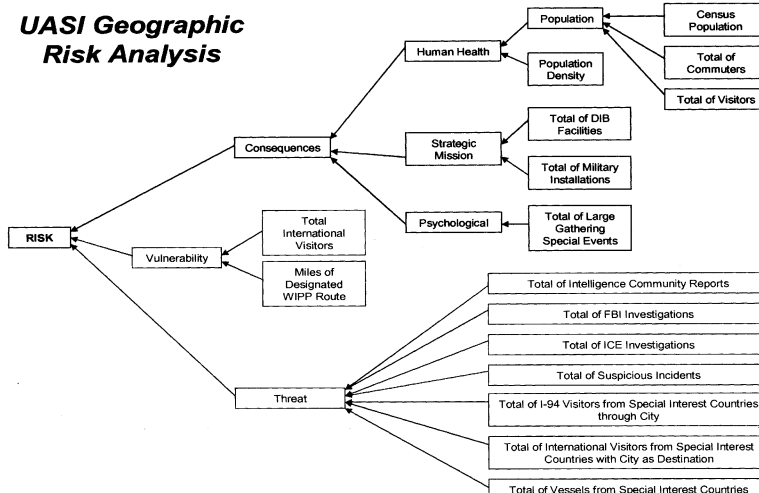 UASI Geographic
Risk Analysis
Population
Census
Population
Human Health
Population
Density
Total of
Commuters
Total of Visitors
Consequences
Strategic
Mission
Total of DIB
Facilities
Total of Military
Installations
Psychological
Total of Large
Gathering
Special Events
RISK
Vulnerability
Total
International
Visitors
Miles of
Designated
WIPP Route
Threat
Total of Intelligence Community Reports
Total of FBI Investigations
Total of ICE Investigations
Total of Suspicious Incidents
Total of I-94 Visitors from Special Interest Countries
through City
Total of International Visitors from Special Interest
Countries with City as Destination
Total of Vessels from Special Interest Countries